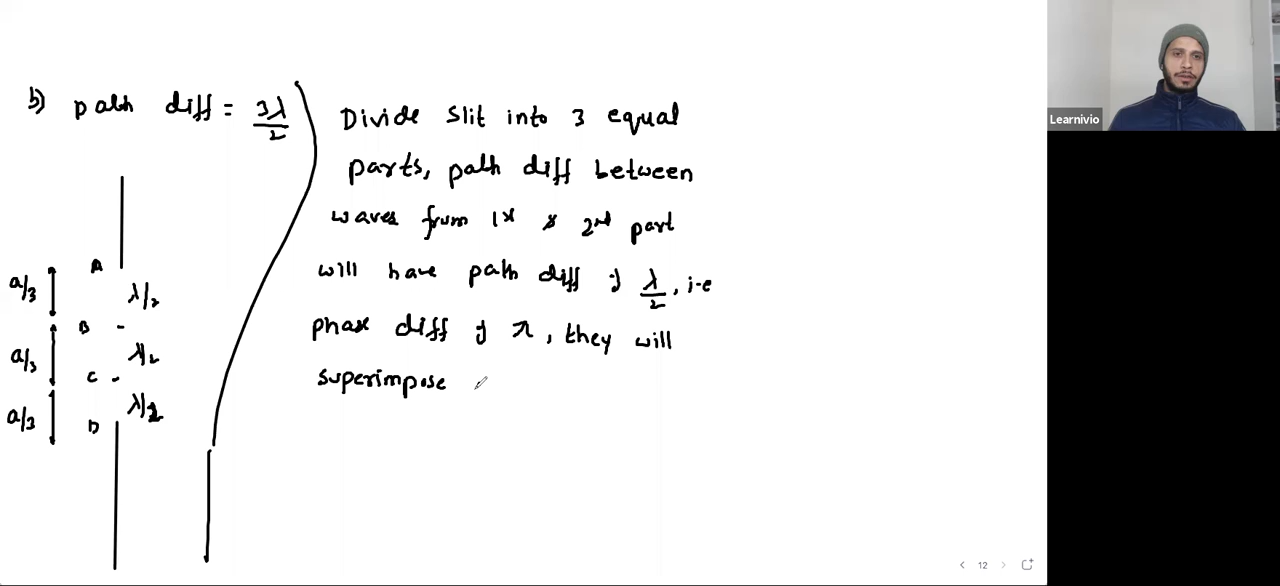 b) path diff = 3λ/2
Divide slit into 3 equal
parts, path diff between
waves from 1st & 2nd part
will have path diff of λ/2, i-e
phase diff of π, they will
superimpose
A
a/3 λ/2
B
a/3 λ/2
C
a/3 λ/2
D
Learnivio
12